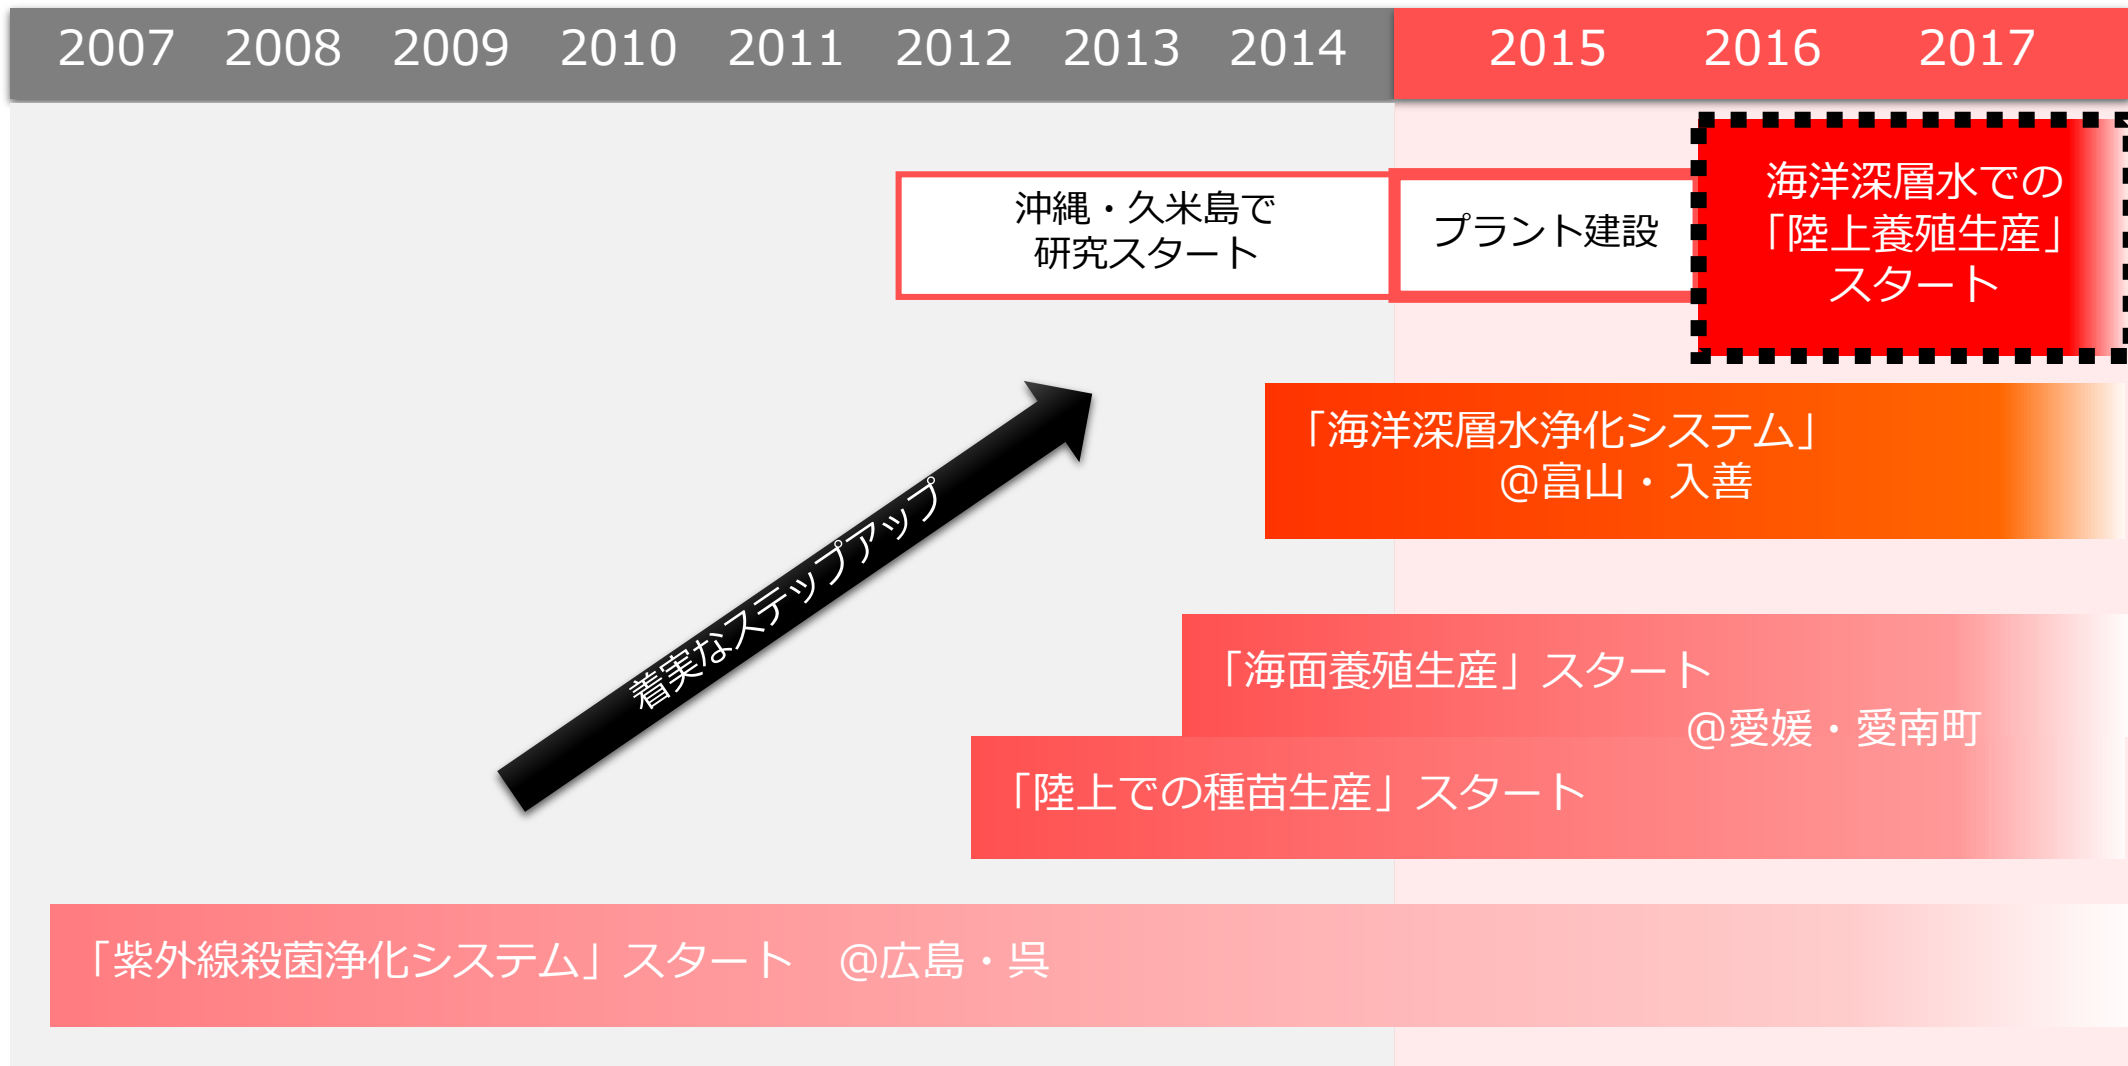 2007 2008 2009 2010 2011 2012 2013 2014 2015 2016 2017
沖縄・久米島で
研究スタート
プラント建設
海洋深層水での
「陸上養殖生産」
スタート
「海洋深層水浄化システム」
@富山・入善
着実なステップアップ
「海面養殖生産」スタート
@愛媛・愛南町
「陸上での種苗生産」スタート
「紫外線殺菌浄化システム」スタート　@広島・呉